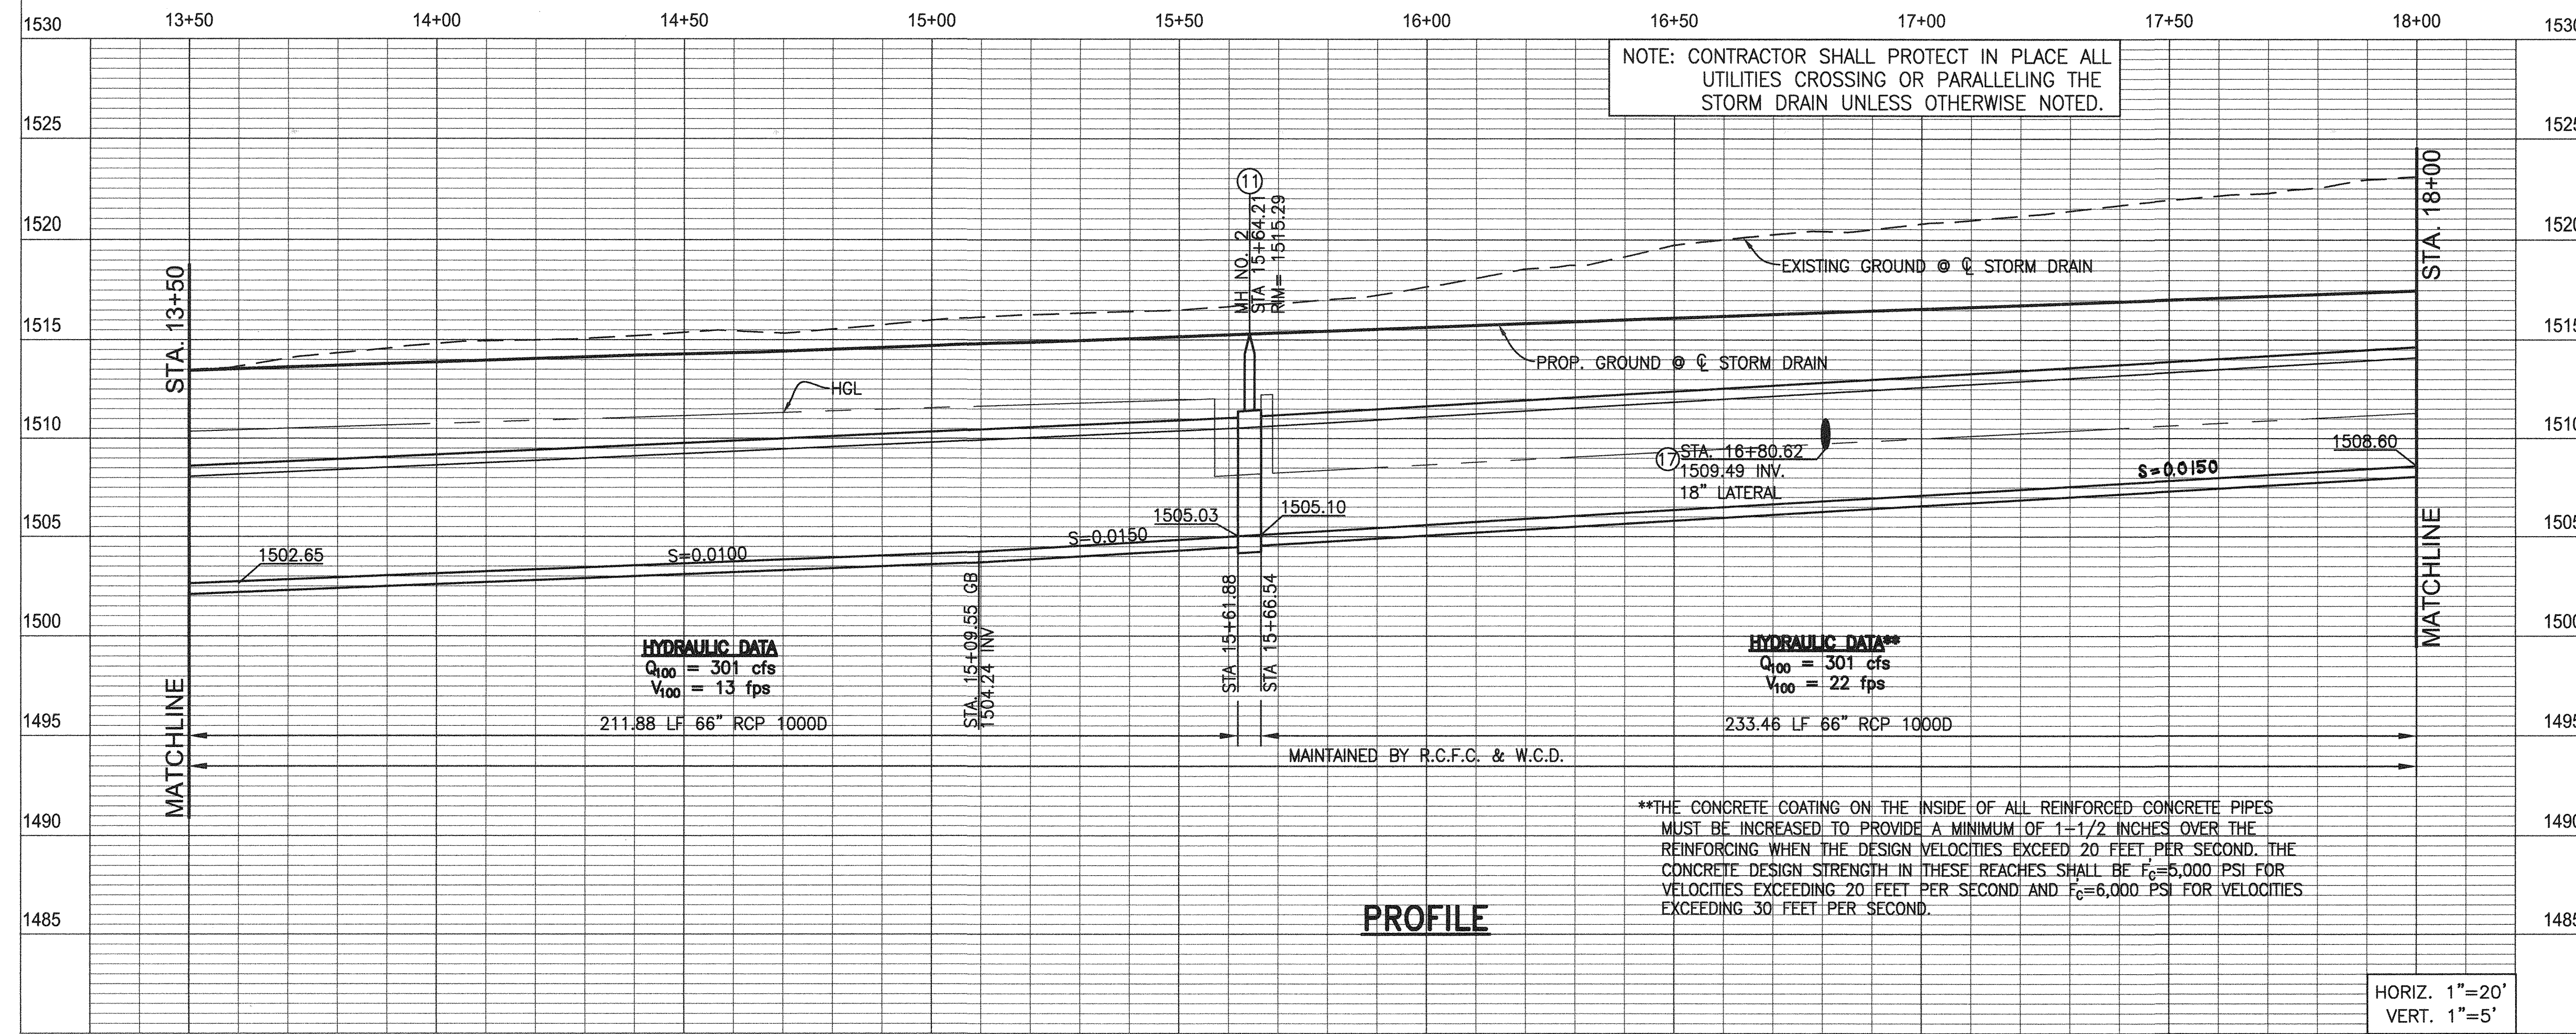 13+50 14+00 14+50 15+00 15+50 16+00 16+50 17+00 17+50 18+00
1530 1530
NOTE: CONTRACTOR SHALL PROTECT IN PLACE ALL
UTILITIES CROSSING OR PARALLELING THE
STORM DRAIN UNLESS OTHERWISE NOTED.
1525 1525
11
MH NO. 2
STA 15+64.21
RIM= 1515.29
STA. 18+00
1520 1520
EXISTING GROUND @ ℄ STORM DRAIN
STA. 13+50
1515 1515
PROP. GROUND @ ℄ STORM DRAIN
HGL
1510 1510
1508.60
17 STA. 16+80.62
1509.49 INV.
18" LATERAL
S=0.0150
1505 1505
1505.03
1505.10
S=0.0150
S=0.0100
1502.65
STA. 15+09.55 GB
1504.24 INV
STA 15+61.88
STA 15+66.54
MATCHLINE
1500 1500
HYDRAULIC DATA
Q100 = 301 cfs
V100 = 13 fps
211.88 LF 66" RCP 1000D
HYDRAULIC DATA**
Q100 = 301 cfs
V100 = 22 fps
233.46 LF 66" RCP 1000D
1495 1495
MATCHLINE
MAINTAINED BY R.C.F.C. & W.C.D.
1490 1490
**THE CONCRETE COATING ON THE INSIDE OF ALL REINFORCED CONCRETE PIPES
MUST BE INCREASED TO PROVIDE A MINIMUM OF 1-1/2 INCHES OVER THE
REINFORCING WHEN THE DESIGN VELOCITIES EXCEED 20 FEET PER SECOND. THE
CONCRETE DESIGN STRENGTH IN THESE REACHES SHALL BE F'c=5,000 PSI FOR
VELOCITIES EXCEEDING 20 FEET PER SECOND AND F'c=6,000 PSI FOR VELOCITIES
EXCEEDING 30 FEET PER SECOND.
1485 1485
PROFILE
HORIZ. 1"=20'
VERT. 1"=5'